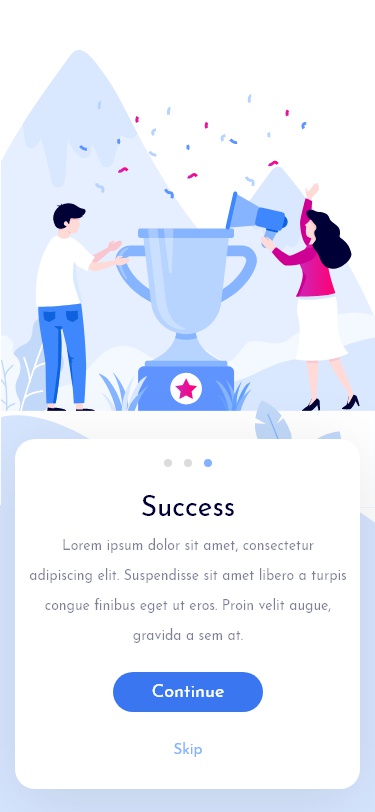 Success
Lorem ipsum dolor sit amet, consectetur
adipiscing elit. Suspendisse sit amet libero a turpis
congue finibus eget ut eros. Proin velit augue,
gravida a sem at.
Continue
Skip